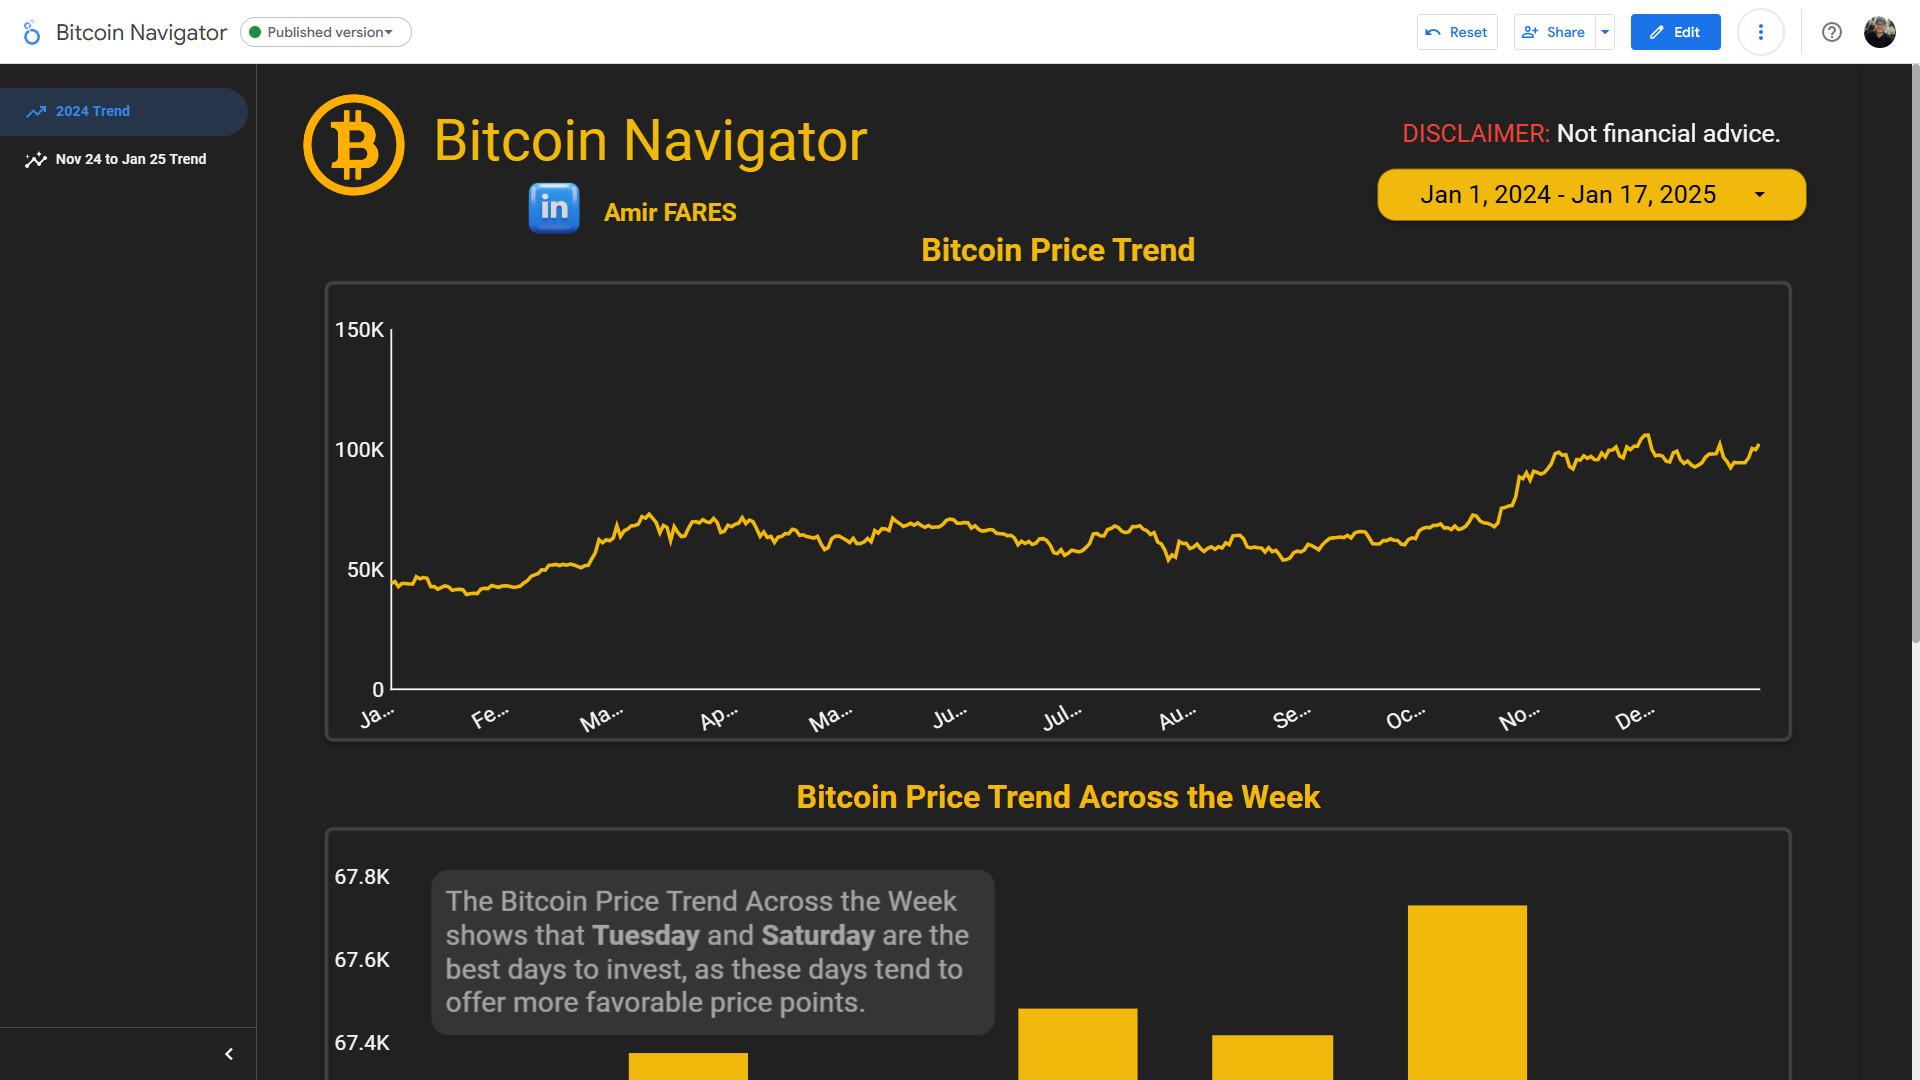 Bitcoin Navigator
Published version
Reset
Share
Edit
2024 Trend
Nov 24 to Jan 25 Trend
Bitcoin Navigator
in
Amir FARES
DISCLAIMER: Not financial advice.
Jan 1, 2024 - Jan 17, 2025
Bitcoin Price Trend
150K
100K
50K
0
Ja...
Fe...
Ma...
Ap...
Ma...
Ju...
Jul...
Au...
Se...
Oc...
No...
De...
Bitcoin Price Trend Across the Week
67.8K
67.6K
67.4K
The Bitcoin Price Trend Across the Week
shows that Tuesday and Saturday are the
best days to invest, as these days tend to
offer more favorable price points.